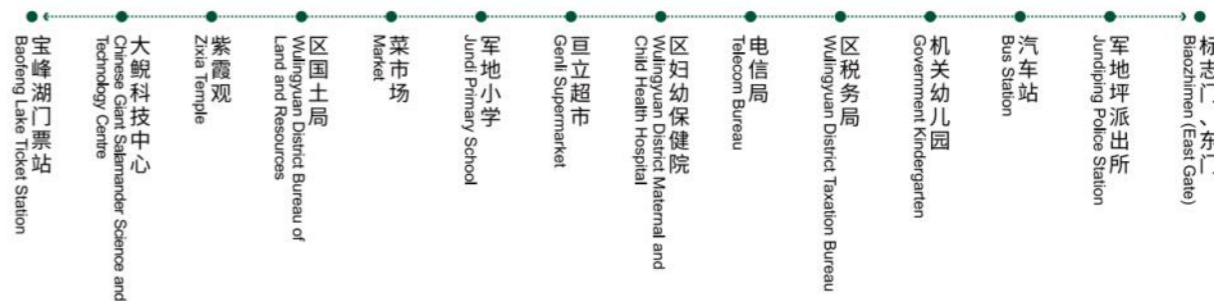 宝峰湖门票站
Baofeng Lake Ticket Station
大鲵科技中心
Chinese Giant Salamander Science and
Technology Centre
紫霞观
Zixia Temple
区国土局
Wulingyuan District Bureau of
Land and Resources
菜市场
Market
军地小学
Jundi Primary School
亘立超市
Genli Supermarket
区妇幼保健院
Wulingyuan District Maternal and
Child Health Hospital
电信局
Telecom Bureau
区税务局
Wulingyuan District Taxation Bureau
机关幼儿园
Government Kindergarten
汽车站
Bus Station
军地坪派出所
Jundiping Police Station
标志门、东门
Biaozhimen (East Gate)